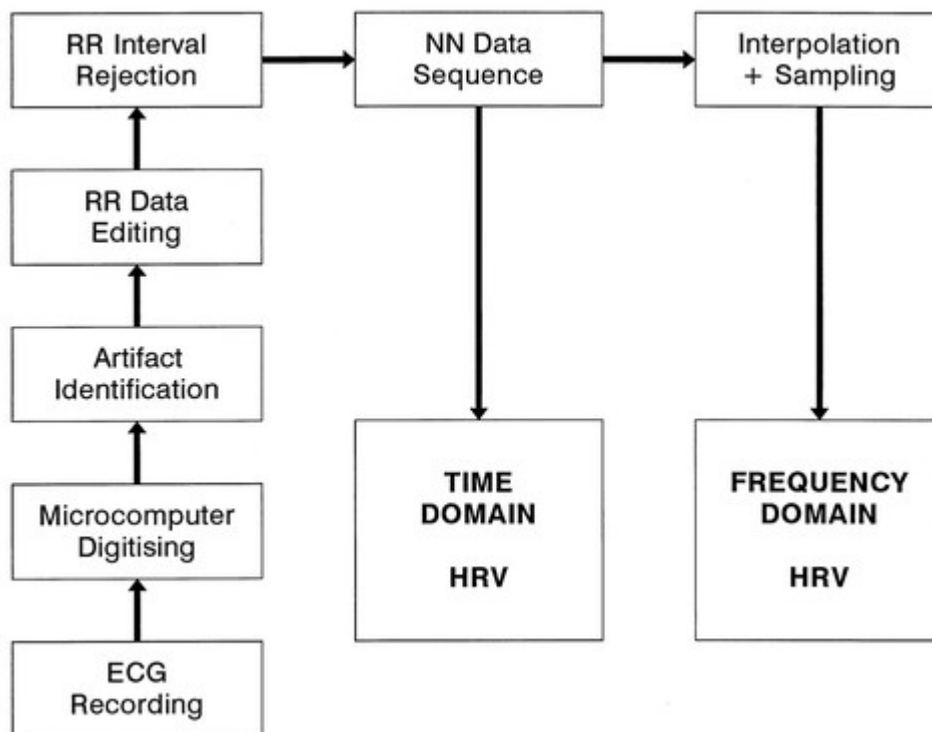 RR Interval
Rejection
NN Data
Sequence
Interpolation
+ Sampling
RR Data
Editing
Artifact
Identification
Microcomputer
Digitising
ECG
Recording
TIME
DOMAIN
HRV
FREQUENCY
DOMAIN
HRV